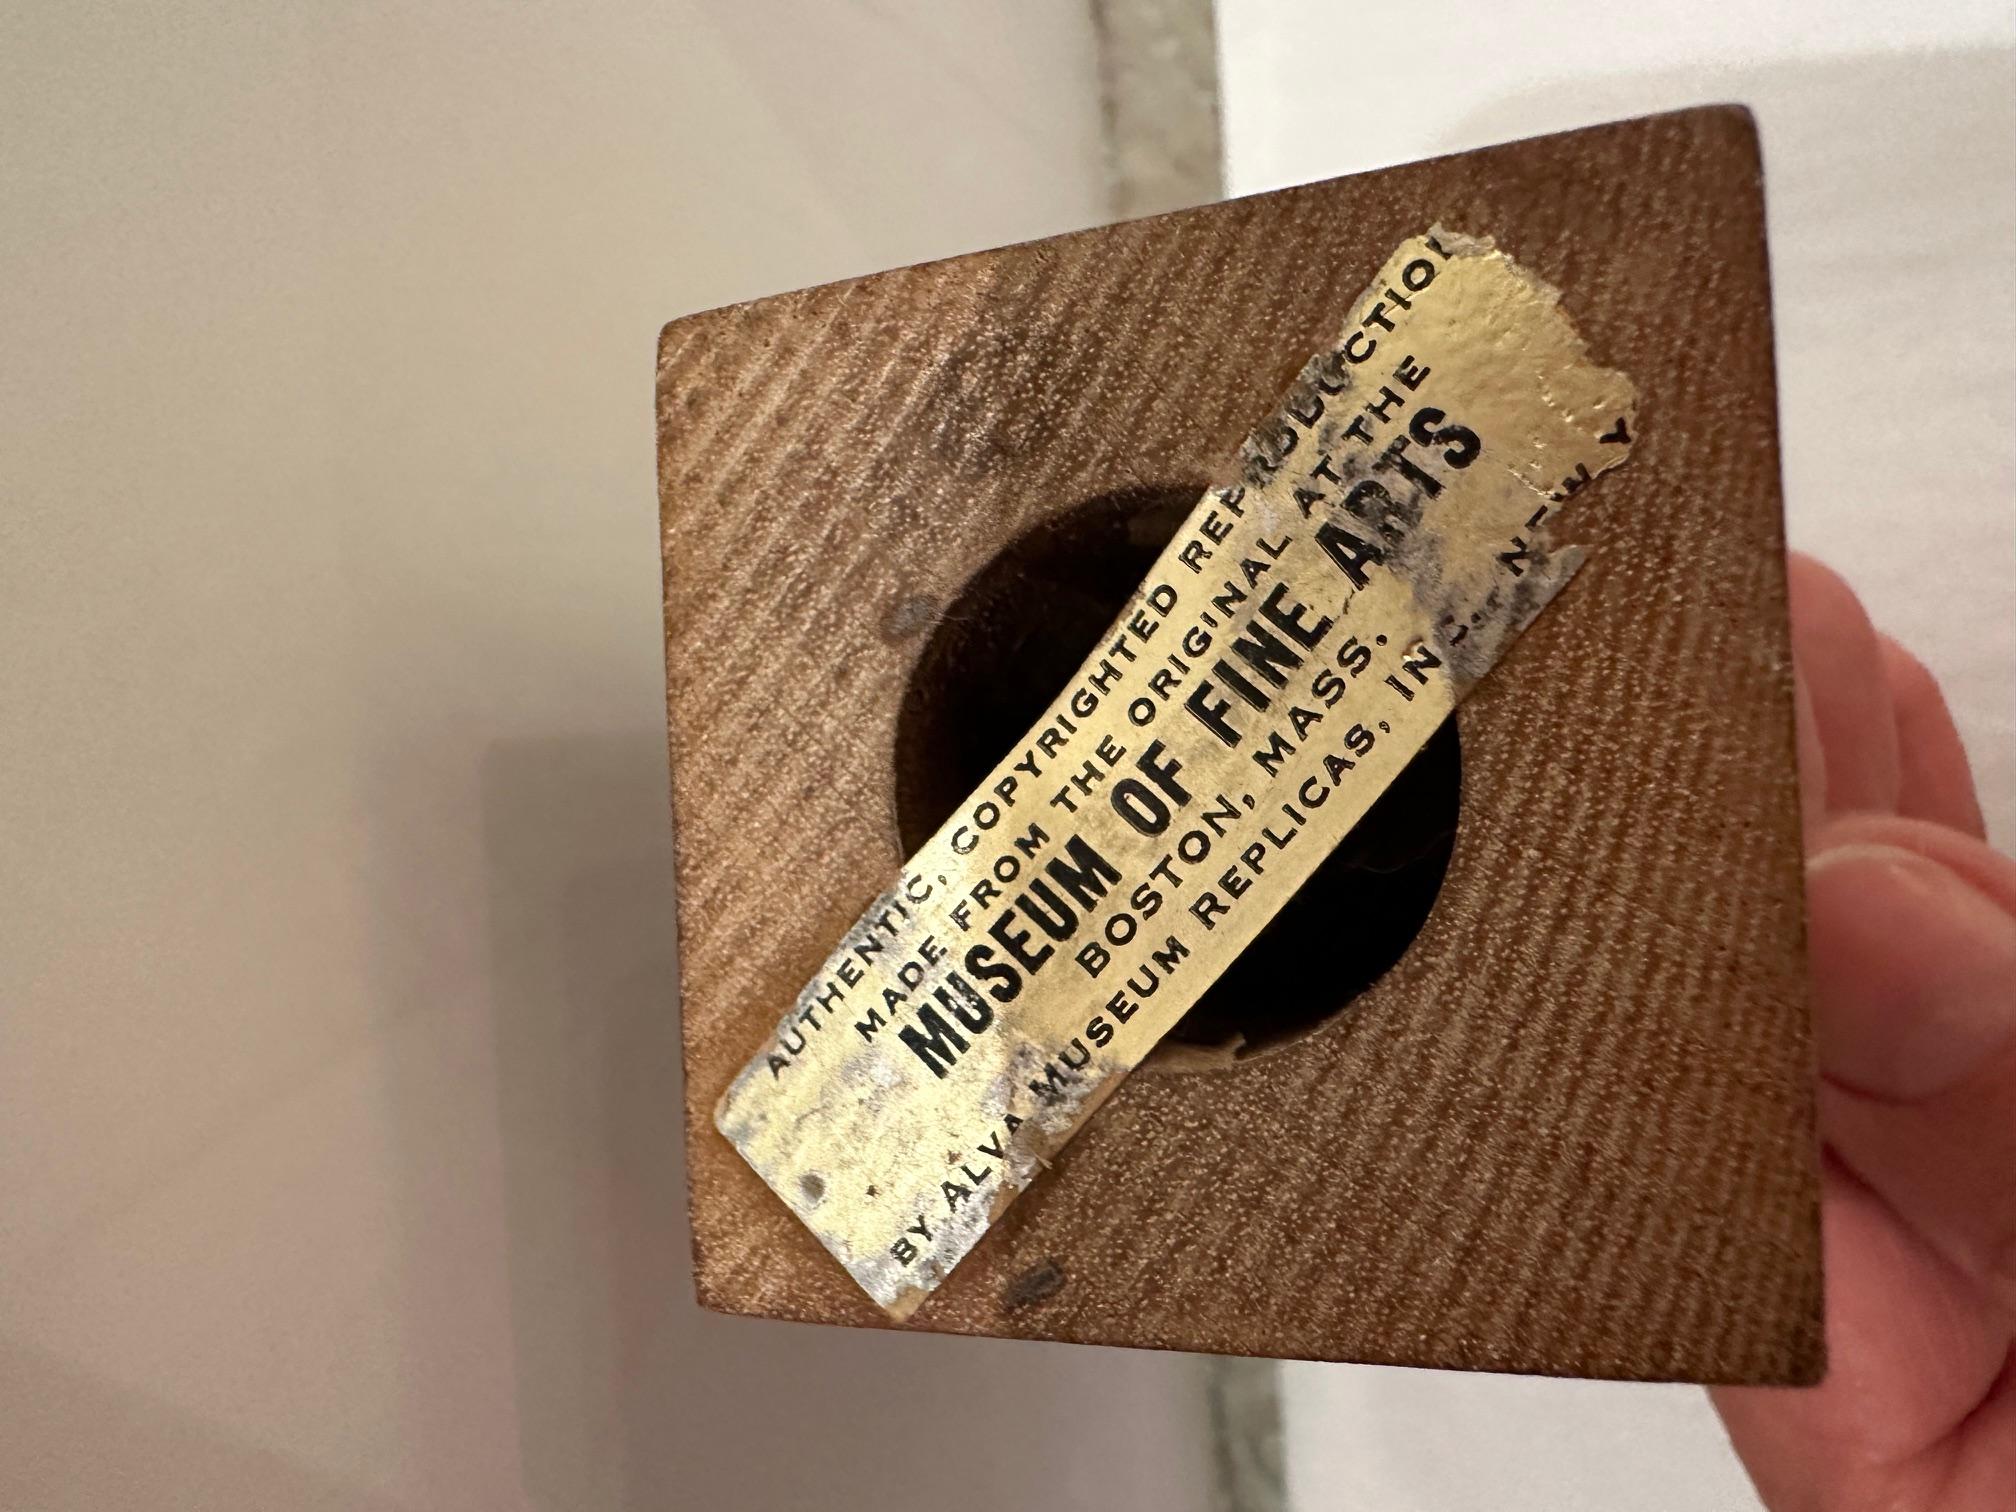 AUTHENTIC, COPYRIGHTED REPRODUCTION
MADE FROM THE ORIGINAL AT THE
MUSEUM OF FINE ARTS
BOSTON, MASS.
BY ALVA MUSEUM REPLICAS, IN